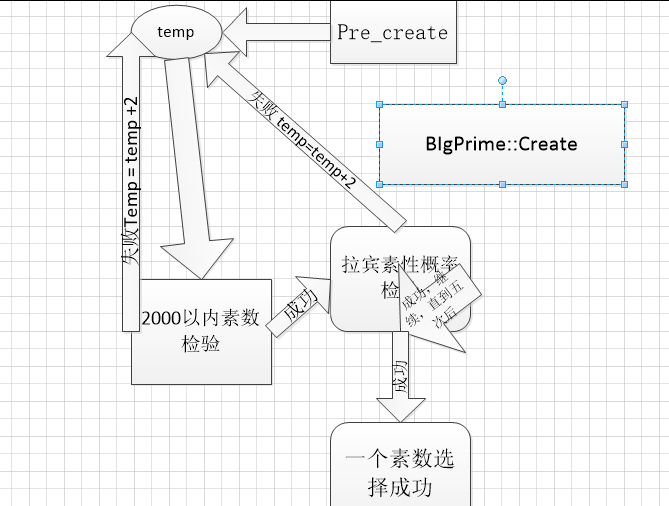 temp
Pre_create
失败 temp=temp+2
BIgPrime::Create
失败Temp = temp +2
2000以内素数
检验
成功
拉宾素性概率
检
成功，继
续，直到五
次后
成功
一个素数选
择成功